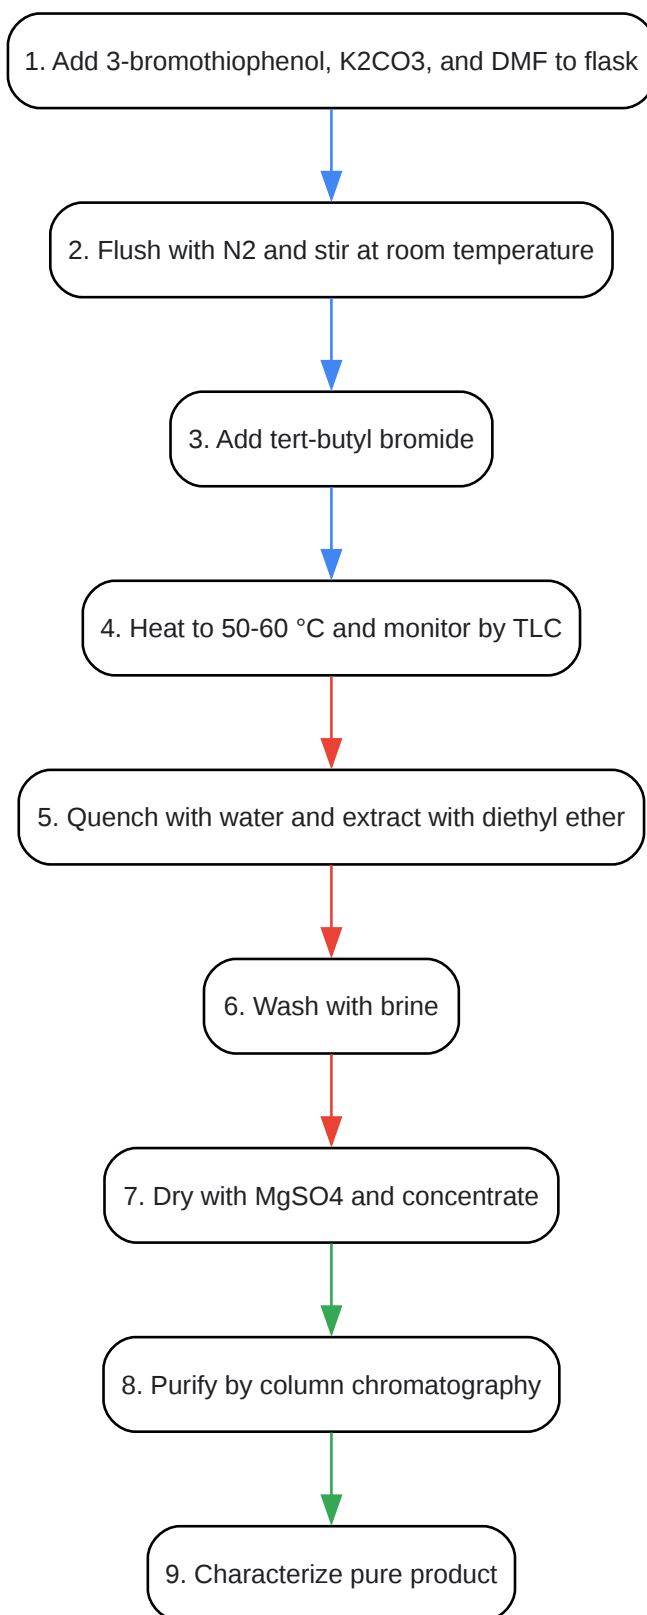 1. Add 3-bromothiophenol, K2CO3, and DMF to flask
2. Flush with N2 and stir at room temperature
3. Add tert-butyl bromide
4. Heat to 50-60 °C and monitor by TLC
5. Quench with water and extract with diethyl ether
6. Wash with brine
7. Dry with MgSO4 and concentrate
8. Purify by column chromatography
9. Characterize pure product